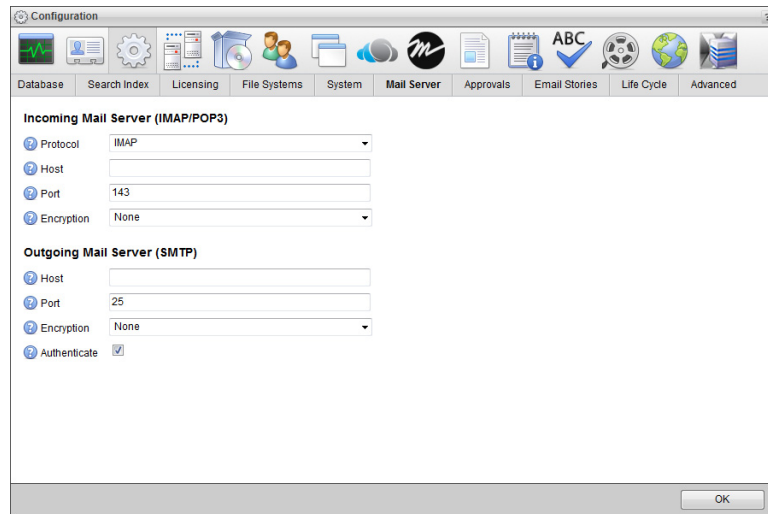 Configuration
ABC
Database Search Index Licensing File Systems System Mail Server Approvals Email Stories Life Cycle Advanced
Incoming Mail Server (IMAP/POP3)
? Protocol IMAP
? Host
? Port 143
? Encryption None
Outgoing Mail Server (SMTP)
? Host
? Port 25
? Encryption None
? Authenticate
OK